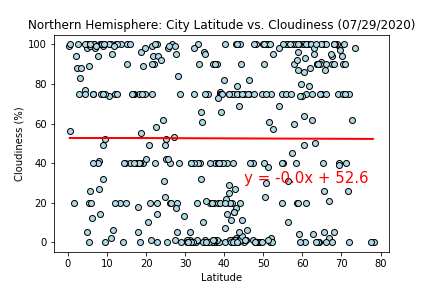 Northern Hemisphere: City Latitude vs. Cloudiness (07/29/2020)
100
80
60
40
20
0
Cloudiness (%)
y = -0.0x + 52.6
0 10 20 30 40 50 60 70 80
Latitude